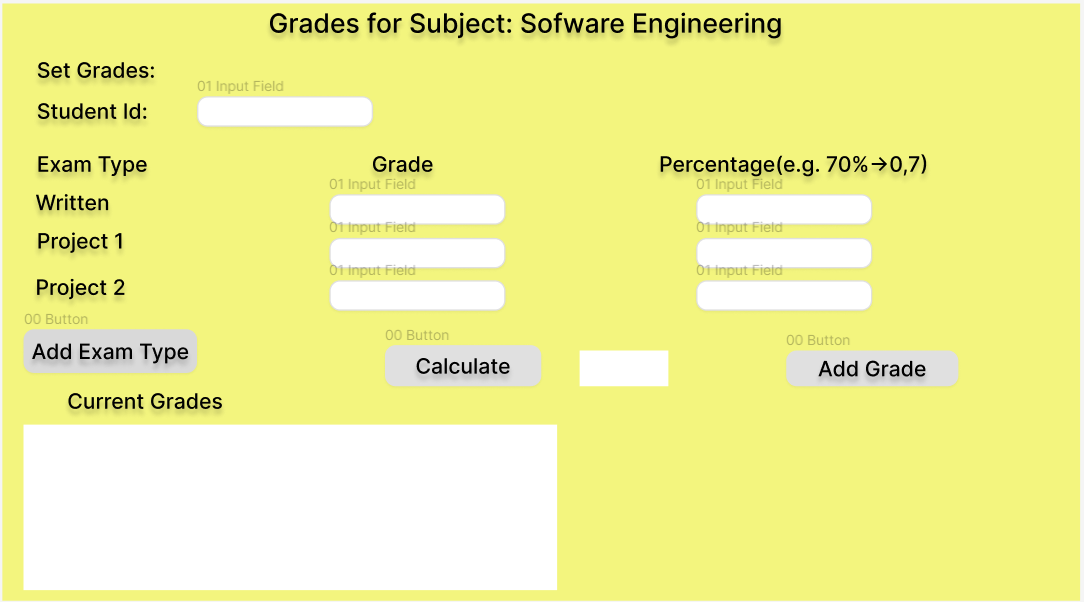 Grades for Subject: Sofware Engineering
Set Grades:
01 Input Field
Student Id:
Exam Type Grade Percentage(e.g. 70%→0,7)
01 Input Field 01 Input Field
Written
01 Input Field 01 Input Field
Project 1
01 Input Field 01 Input Field
Project 2
00 Button
00 Button
00 Button
Add Exam Type
Calculate
Add Grade
Current Grades